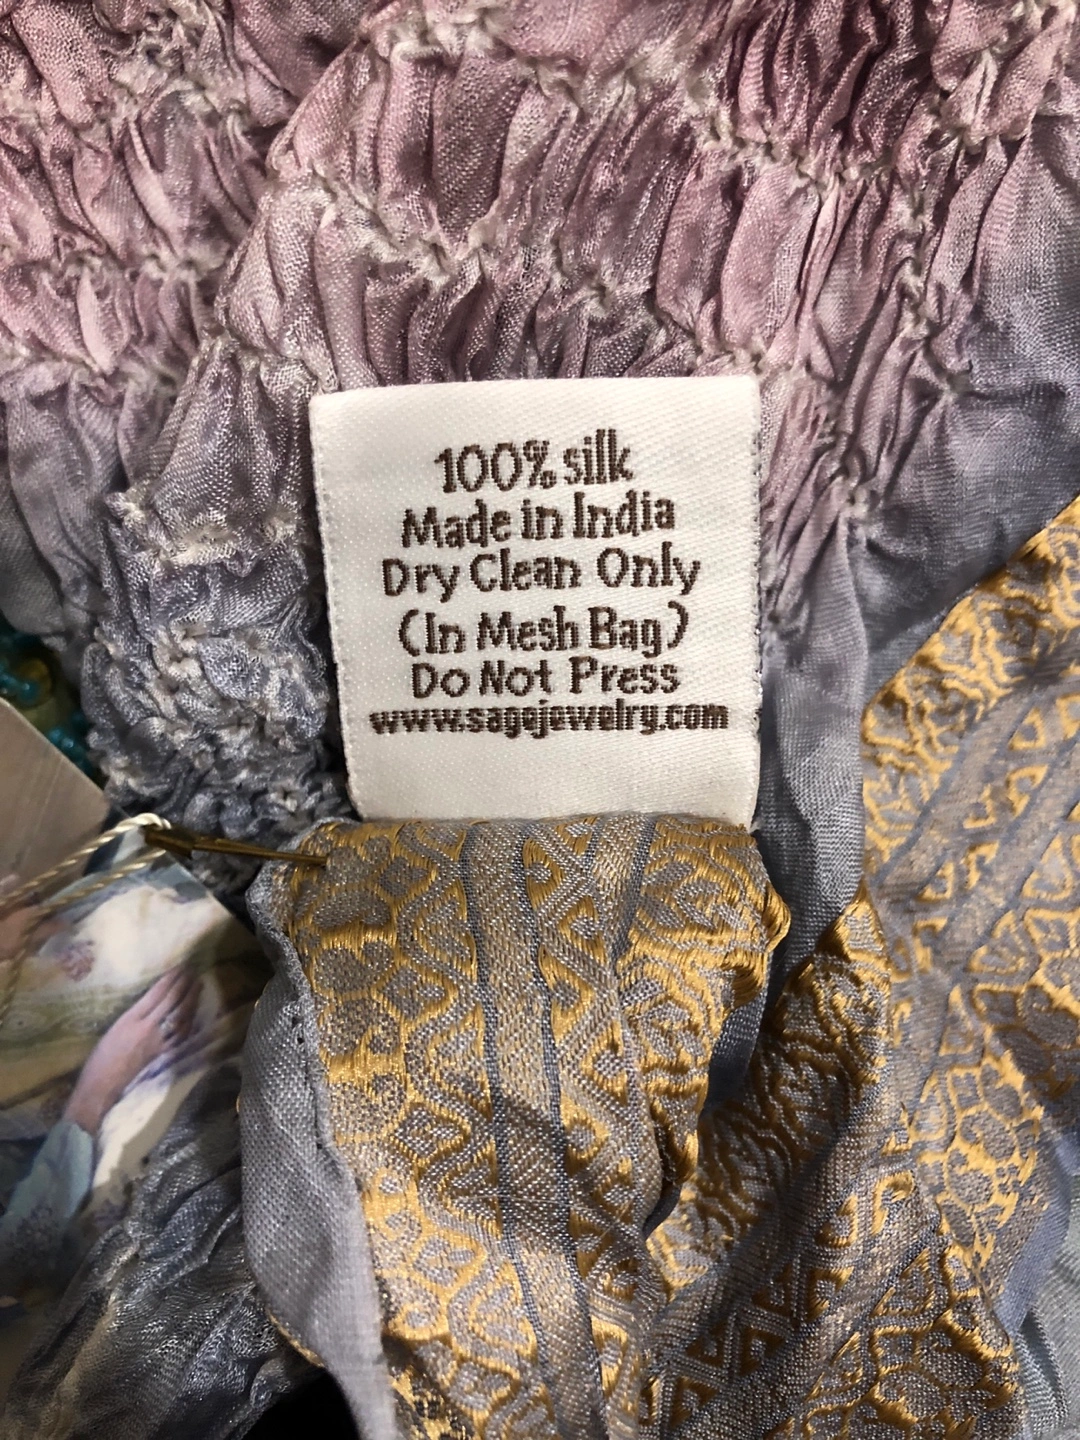 100% silk
Made in India
Dry Clean Only
(In Mesh Bag)
Do Not Press
www.sagejewelry.com